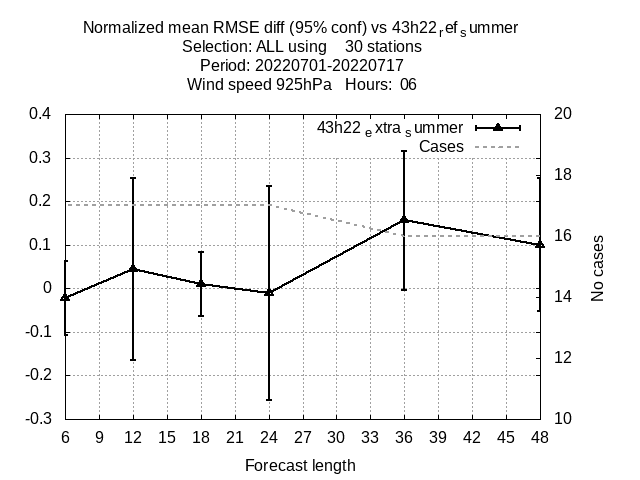 Normalized mean RMSE diff (95% conf) vs 43h22refsummer
Selection: ALL using 30 stations
Period: 20220701-20220717
Wind speed 925hPa Hours: 06
43h22extrasummer
Cases
0.4
0.3
0.2
0.1
0
-0.1
-0.2
-0.3
20
18
16
14
12
10
No cases
6 9 12 15 18 21 24 27 30 33 36 39 42 45 48
Forecast length